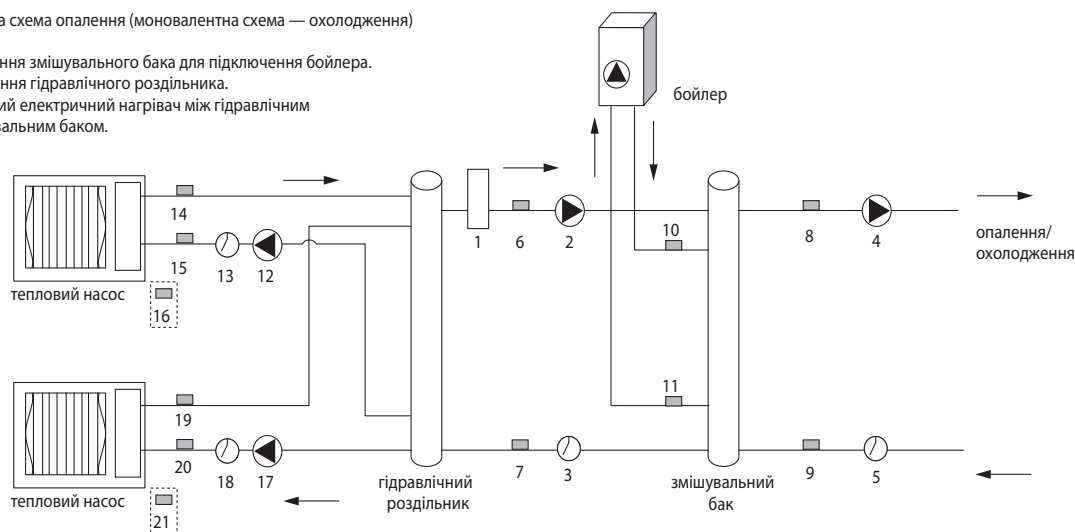 а схема опалення (моновалентна схема — охолодження)
ння змішувального бака для підключення бойлера.
ння гідравлічного роздільника.
ий електричний нагрівач між гідравлічним
вальним баком.
бойлер
14
1
6
2
10
8
4
опалення/
охолодження
15
13
12
тепловий насос
16
19
11
20
18
17
7
3
9
5
тепловий насос
21
гідравлічний
роздільник
змішувальний
бак